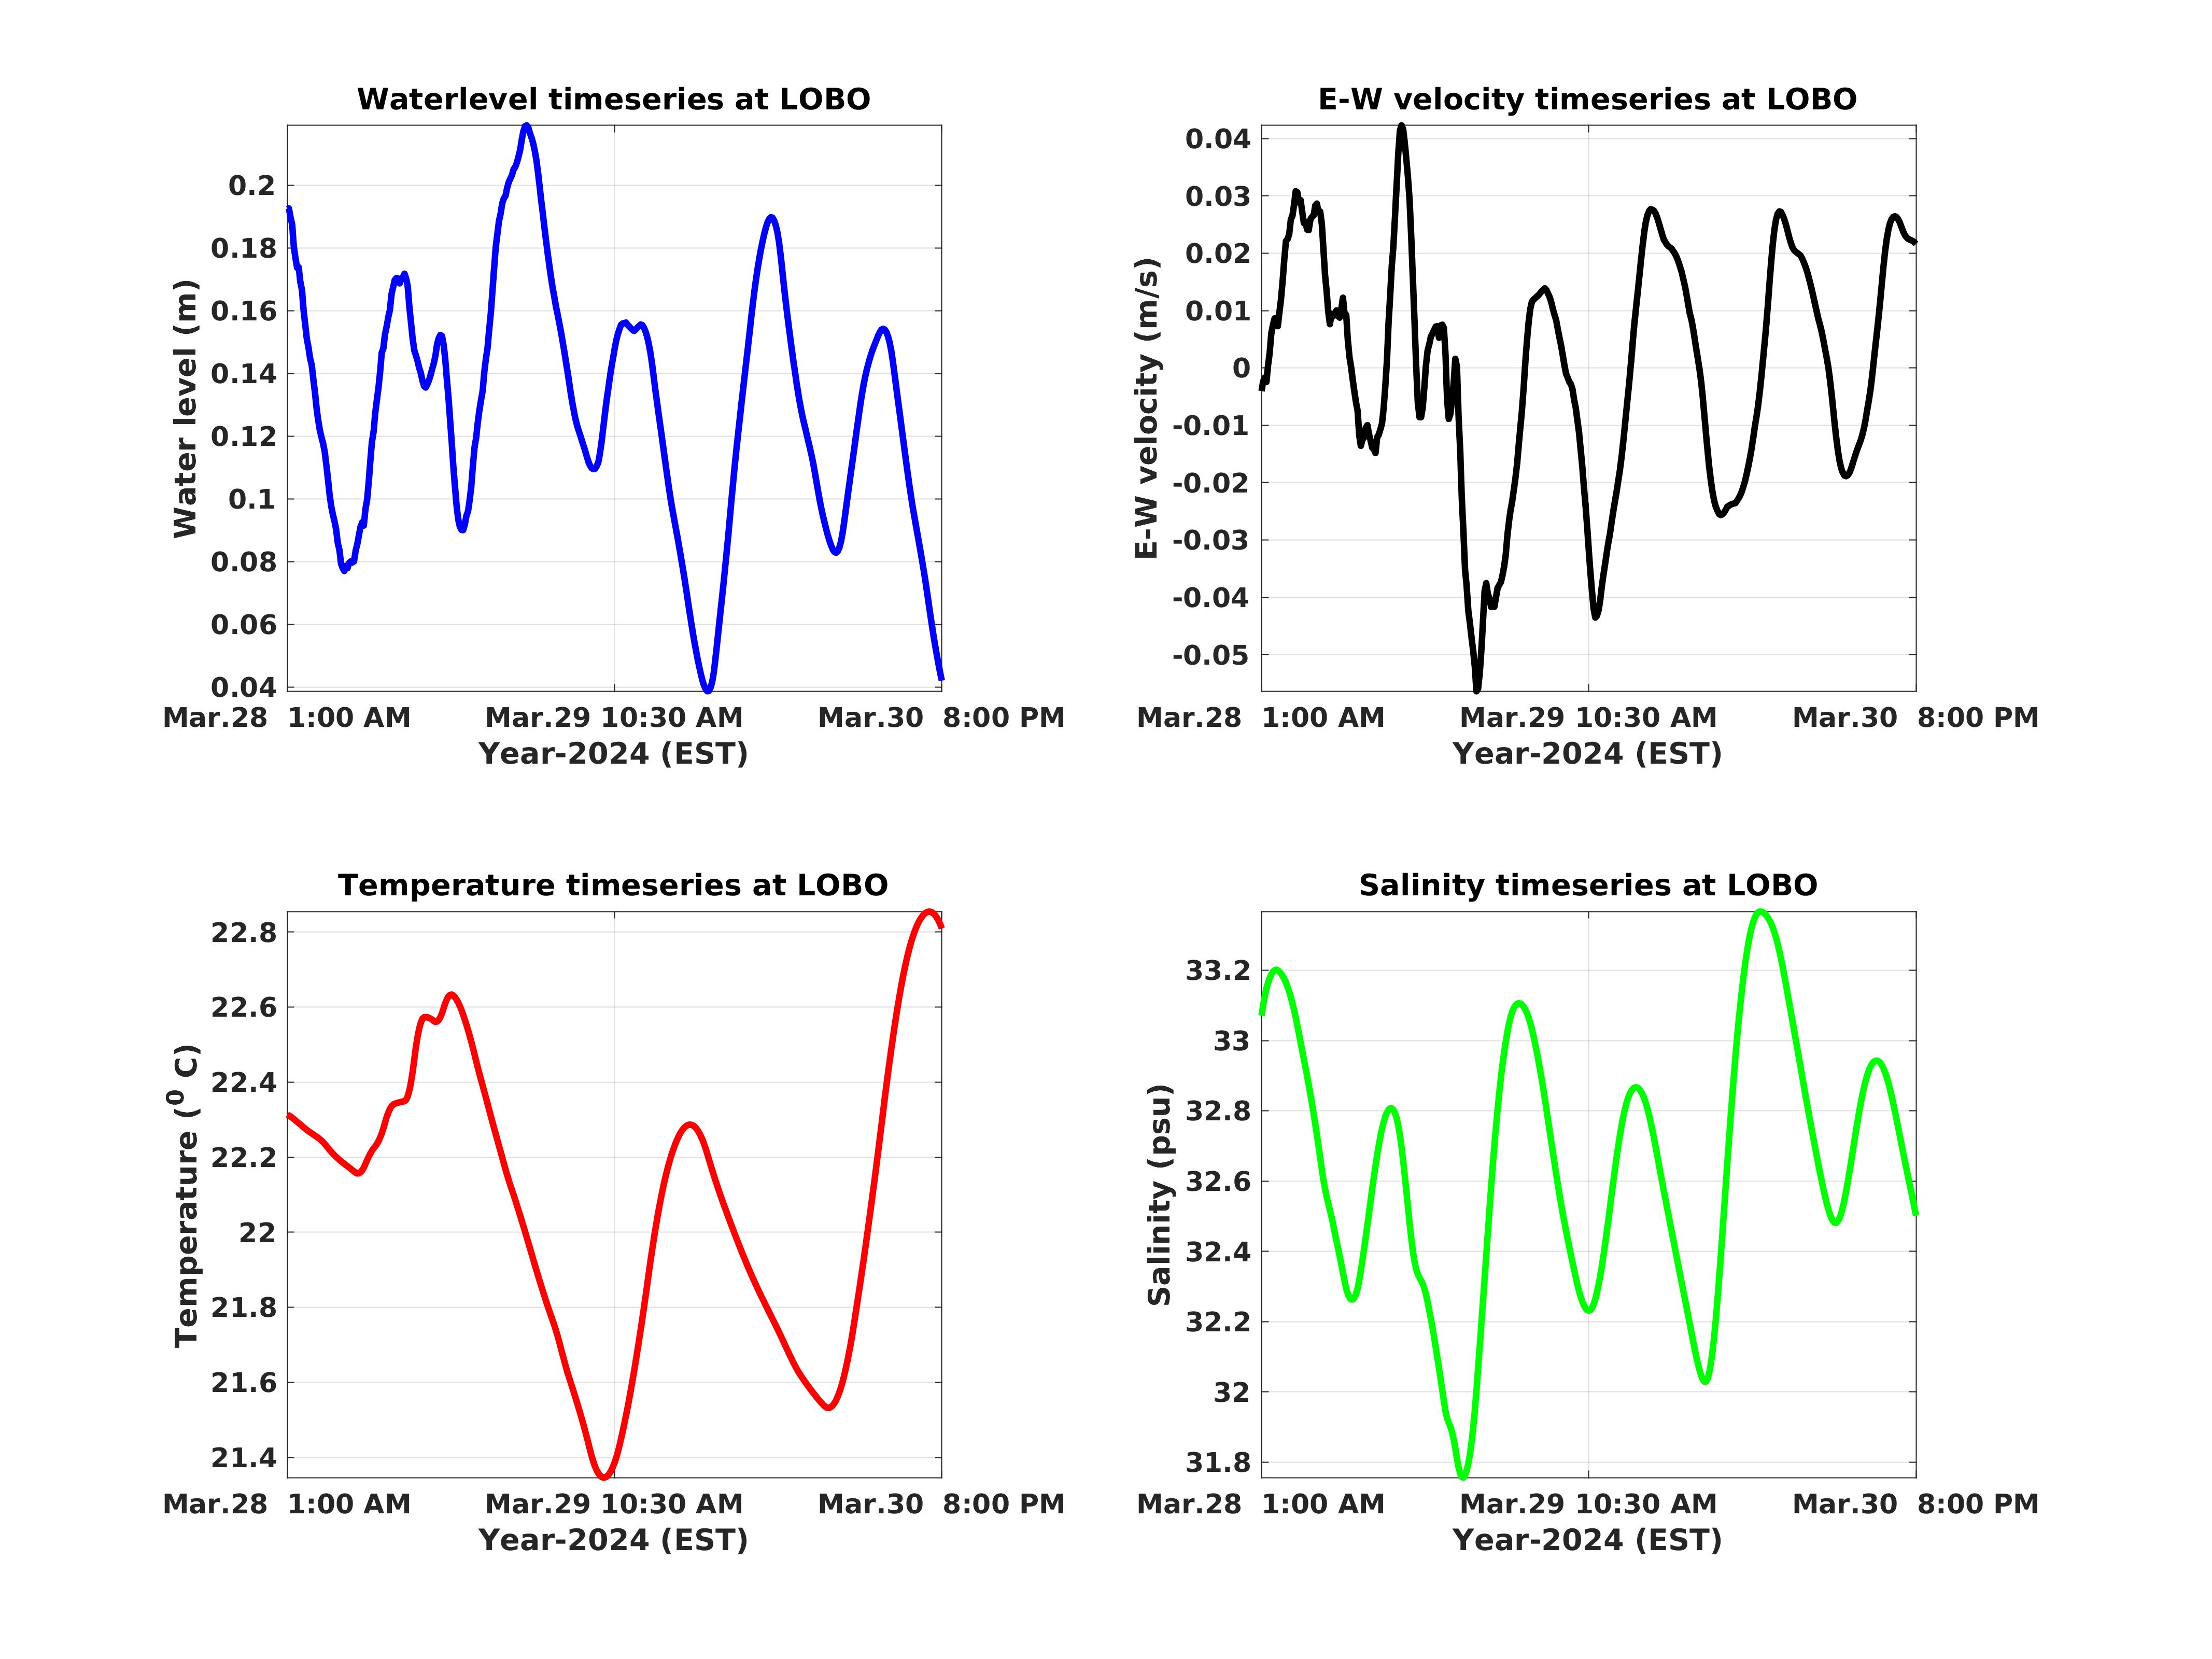 Waterlevel timeseries at LOBO
0.2
0.18
0.16
0.14
0.12
0.1
0.08
0.06
0.04
Water level (m)
Mar.28 1:00 AM Mar.29 10:30 AM Mar.30 8:00 PM
Year-2024 (EST)
E-W velocity timeseries at LOBO
0.04
0.03
0.02
0.01
0
-0.01
-0.02
-0.03
-0.04
-0.05
E-W velocity (m/s)
Mar.28 1:00 AM Mar.29 10:30 AM Mar.30 8:00 PM
Year-2024 (EST)
Temperature timeseries at LOBO
22.8
22.6
22.4
22.2
22
21.8
21.6
21.4
Temperature (⁰ C)
Mar.28 1:00 AM Mar.29 10:30 AM Mar.30 8:00 PM
Year-2024 (EST)
Salinity timeseries at LOBO
33.2
33
32.8
32.6
32.4
32.2
32
31.8
Salinity (psu)
Mar.28 1:00 AM Mar.29 10:30 AM Mar.30 8:00 PM
Year-2024 (EST)